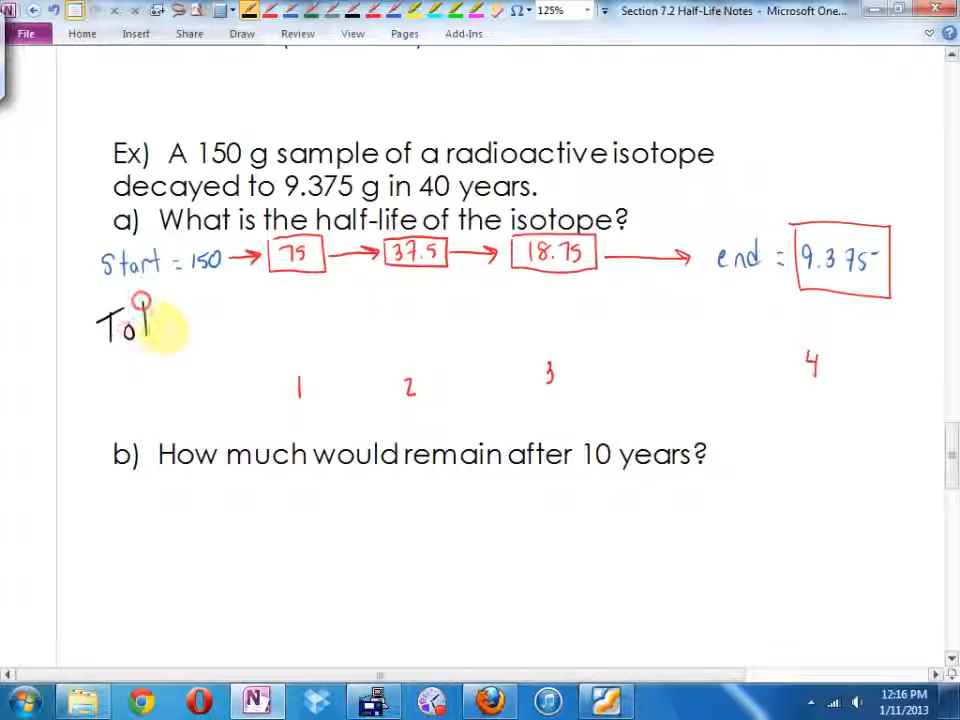 125%
Section 7.2 Half-Life Notes - Microsoft One...
File Home Insert Share Draw Review View Pages Add-Ins
Ex) A 150 g sample of a radioactive isotope
decayed to 9.375 g in 40 years.
a) What is the half-life of the isotope?
start = 150 → 75 → 37.5 → 18.75 → end = 9.375
Tot
1 2 3 4
b) How much would remain after 10 years?
12:16 PM
1/11/2013